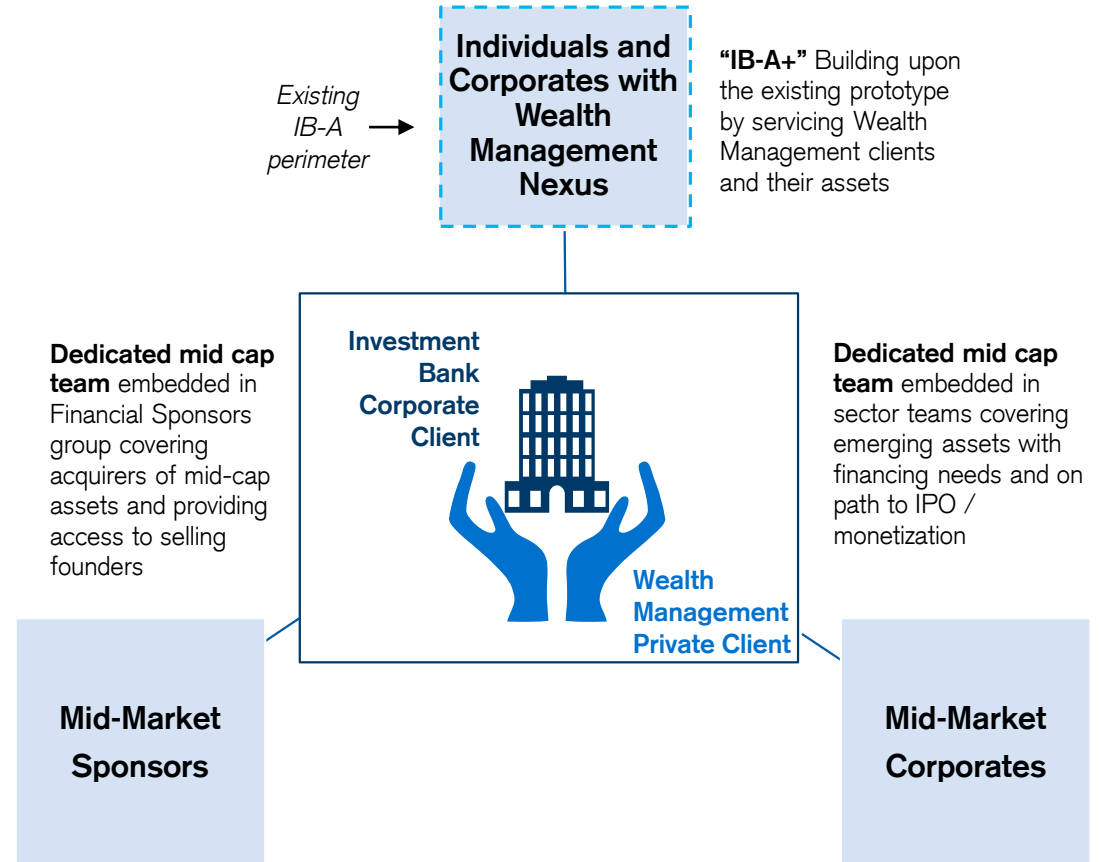 Individuals and
Corporates with
Wealth
Management
Nexus
Existing
IB-A
perimeter
“IB-A+” Building upon
the existing prototype
by servicing Wealth
Management clients
and their assets
Dedicated mid cap
team embedded in
Financial Sponsors
group covering
acquirers of mid-cap
assets and providing
access to selling
founders
Investment
Bank
Corporate
Client
Wealth
Management
Private Client
Dedicated mid cap
team embedded in
sector teams covering
emerging assets with
financing needs and on
path to IPO /
monetization
Mid-Market
Sponsors
Mid-Market
Corporates